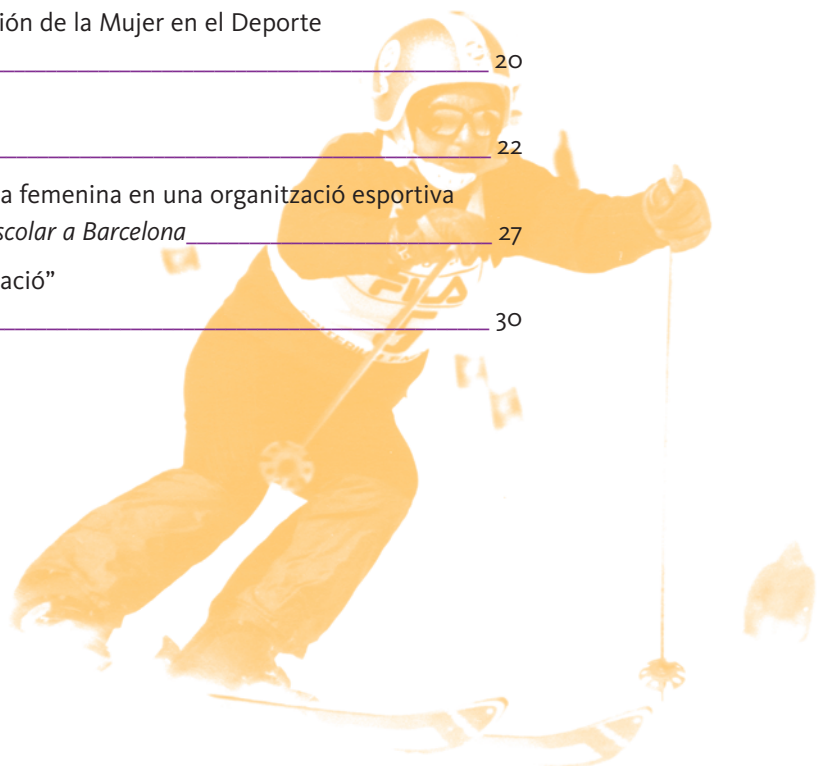 ión de la Mujer en el Deporte
20
22
a femenina en una organització esportiva
scolar a Barcelona 27
ació”
30
FILA